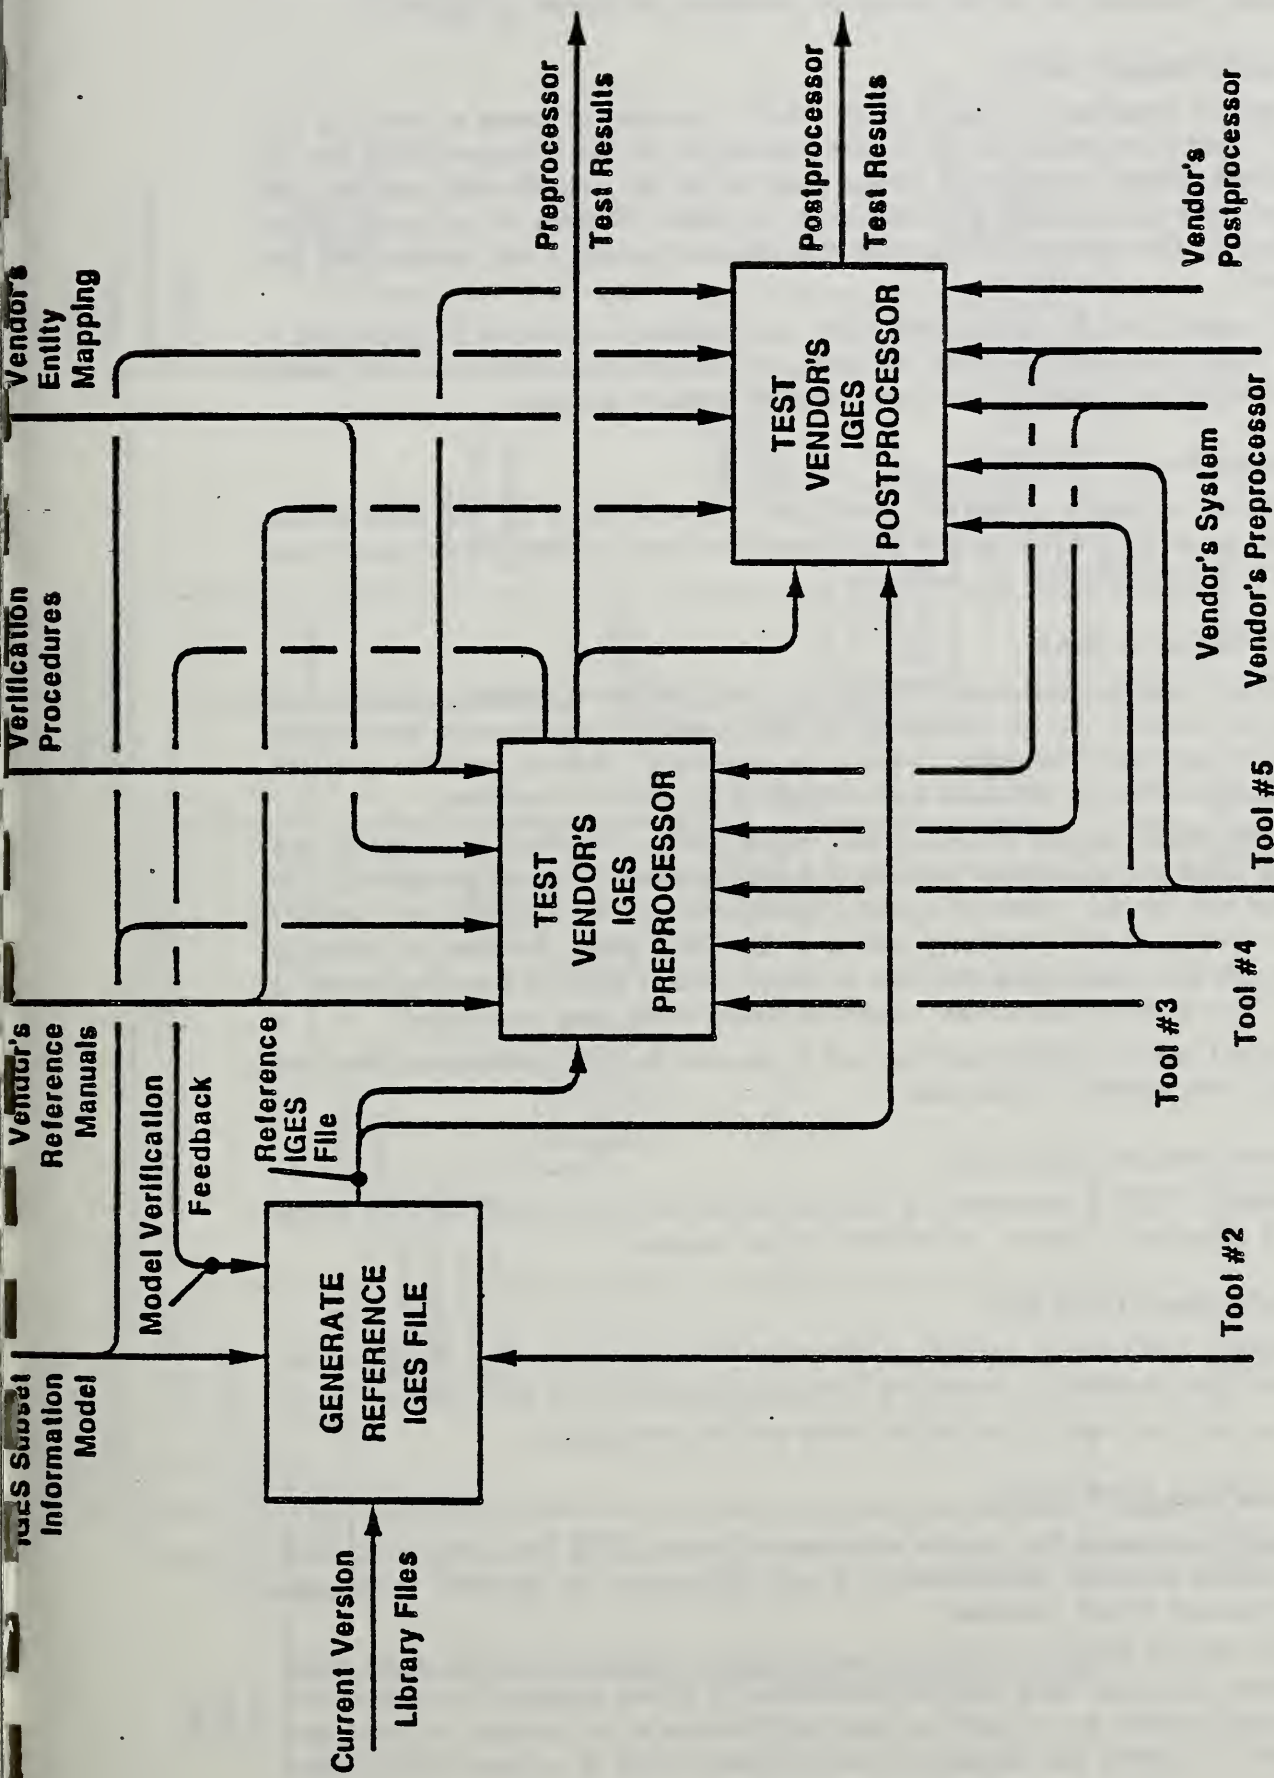 IGES Subset
Information
Model
Vendor's
Reference
Manuals
Verification
Procedures
Vendor's
Entity
Mapping
Model Verification
Feedback
Current Version
Library Files
GENERATE
REFERENCE
IGES FILE
Reference
IGES
File
TEST
VENDOR'S
IGES
PREPROCESSOR
Preprocessor
Test Results
TEST
VENDOR'S
IGES
POSTPROCESSOR
Postprocessor
Test Results
Tool #2
Tool #3
Tool #4
Tool #5
Vendor's System
Vendor's Preprocessor
Vendor's
Postprocessor